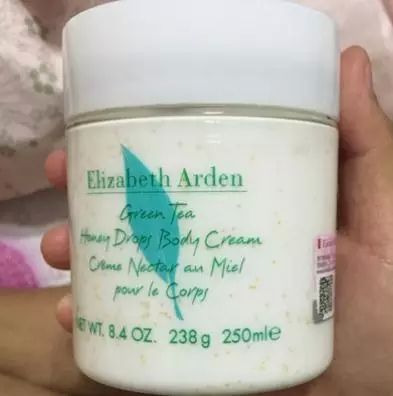 Elizabeth Arden
Green Tea
Honey Drops Body Cream
Crème Nectar au Miel
pour le Corps
NET WT. 8.4 OZ. 238 g 250ml e